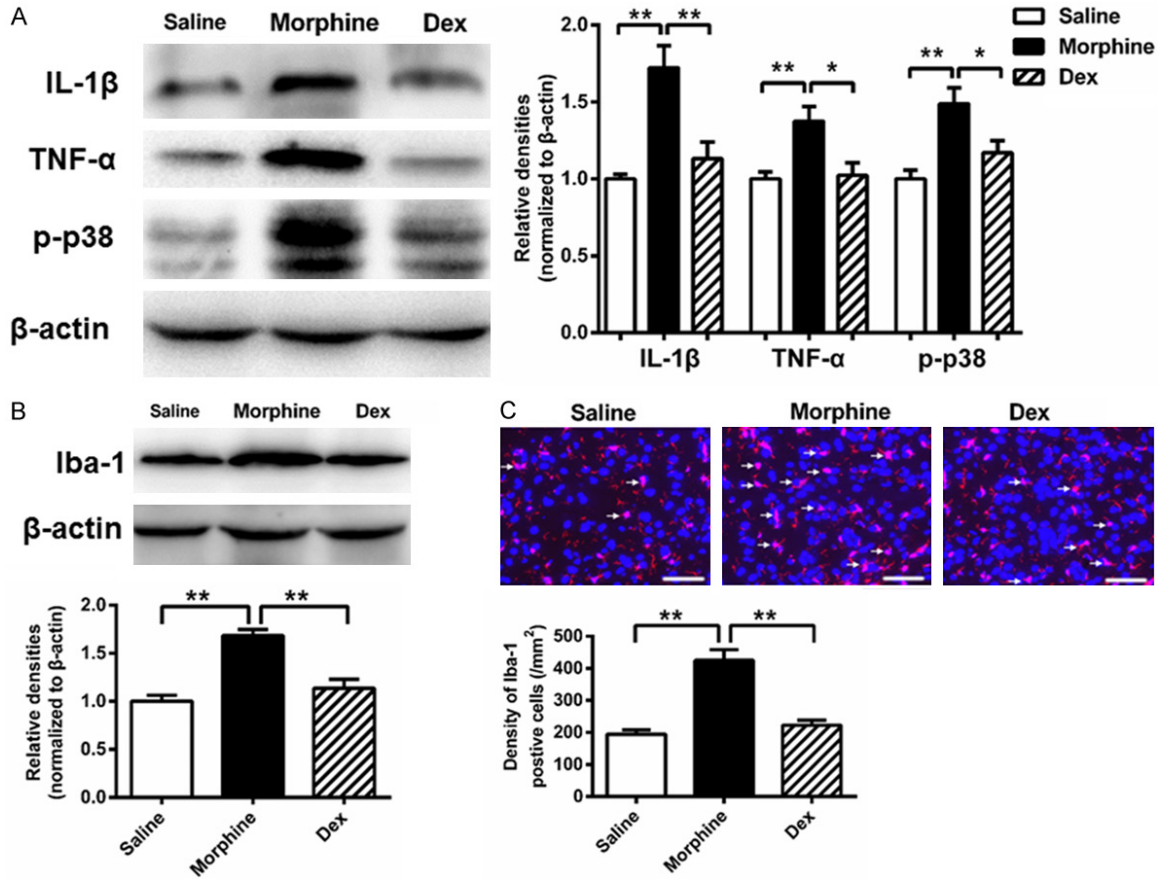 A
Saline Morphine Dex
IL-1β
TNF-α
p-p38
β-actin
Relative densities
(normalized to β-actin)
2.0
1.5
1.0
0.5
0.0
** **
** *
** *
IL-1β TNF-α p-p38
Saline
Morphine
Dex
B
Saline Morphine Dex
Iba-1
β-actin
Relative densities
(normalized to β-actin)
2.0
1.5
1.0
0.5
0.0
** **
Saline Morphine Dex
C
Saline Morphine Dex
Density of Iba-1
postive cells (/mm²)
500
400
300
200
100
0
** **
Saline Morphine Dex